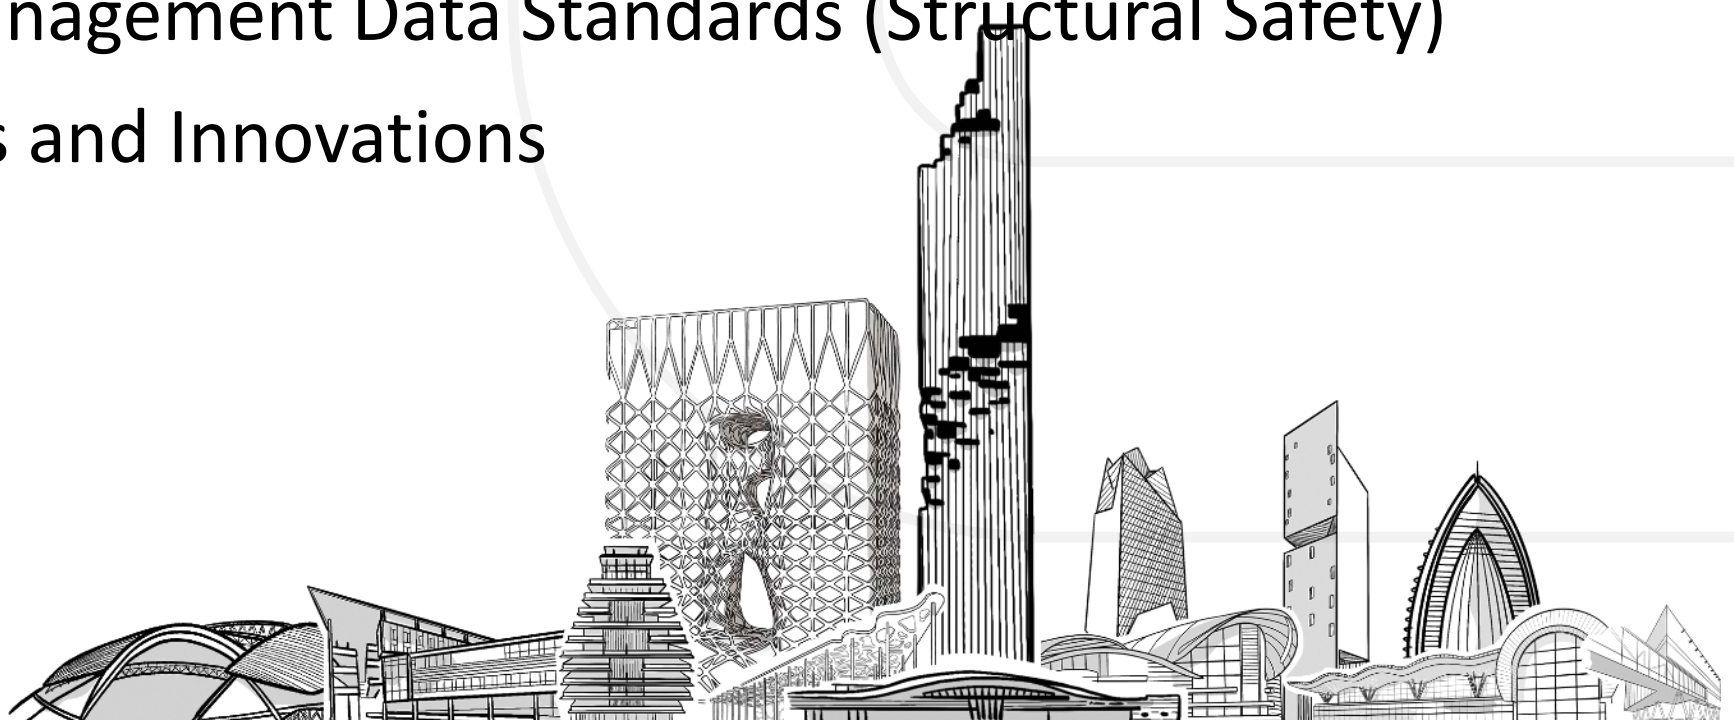 nagement Data Standards (Structural Safety)
s and Innovations